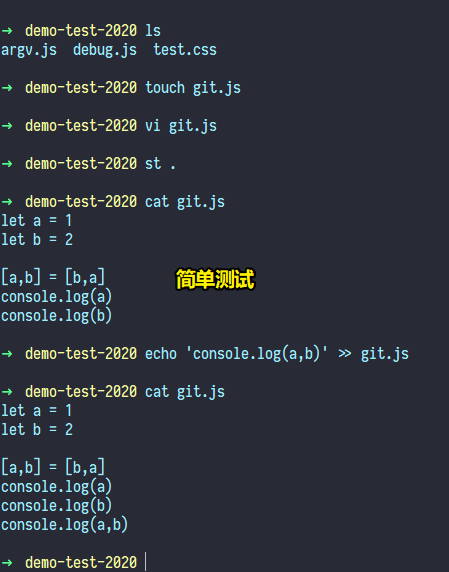 ➜ demo-test-2020 ls
argv.js debug.js test.css
➜ demo-test-2020 touch git.js
➜ demo-test-2020 vi git.js
➜ demo-test-2020 st .
➜ demo-test-2020 cat git.js
let a = 1
let b = 2
[a,b] = [b,a]
简单测试
console.log(a)
console.log(b)
➜ demo-test-2020 echo 'console.log(a,b)' >> git.js
➜ demo-test-2020 cat git.js
let a = 1
let b = 2
[a,b] = [b,a]
console.log(a)
console.log(b)
console.log(a,b)
➜ demo-test-2020